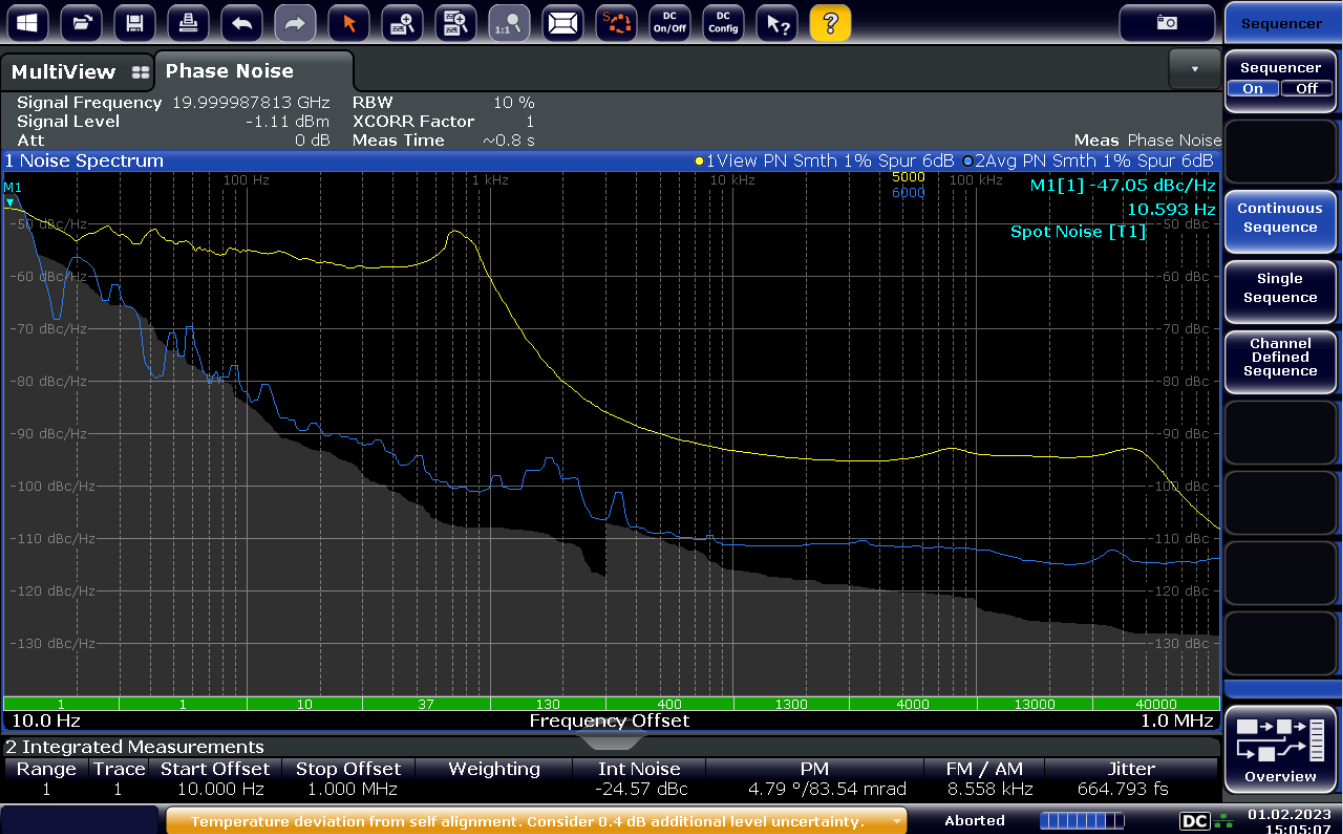 1:1
S
DC On/Off
DC Config
?
?
Sequencer
MultiView
Phase Noise
Sequencer
On Off
Signal Frequency 19.999987813 GHz RBW 10 %
Signal Level -1.11 dBm XCORR Factor 1
Att 0 dB Meas Time ~0.8 s
Meas Phase Noise
1 Noise Spectrum
1View PN Smth 1% Spur 6dB 2Avg PN Smth 1% Spur 6dB
M1
100 Hz
1 kHz
10 kHz
5000
6000
100 kHz
M1[1] -47.05 dBc/Hz
10.593 Hz
Spot Noise [T1]
-50 dBc/Hz
-50 dBc
-60 dBc/Hz
-60 dBc
-70 dBc/Hz
-70 dBc
-80 dBc/Hz
-80 dBc
-90 dBc/Hz
-90 dBc
-100 dBc/Hz
-100 dBc
-110 dBc/Hz
-110 dBc
-120 dBc/Hz
-120 dBc
-130 dBc/Hz
-130 dBc
Continuous
Sequence
Single
Sequence
Channel
Defined
Sequence
1 1 10 37 130 400 1300 4000 13000 40000
10.0 Hz Frequency Offset 1.0 MHz
2 Integrated Measurements
Range Trace Start Offset Stop Offset Weighting Int Noise PM FM / AM Jitter
1 1 10.000 Hz 1.000 MHz -24.57 dBc 4.79 °/83.54 mrad 8.558 kHz 664.793 fs
Overview
Temperature deviation from self alignment. Consider 0.4 dB additional level uncertainty.
Aborted
DC
01.02.2023
15:05:07